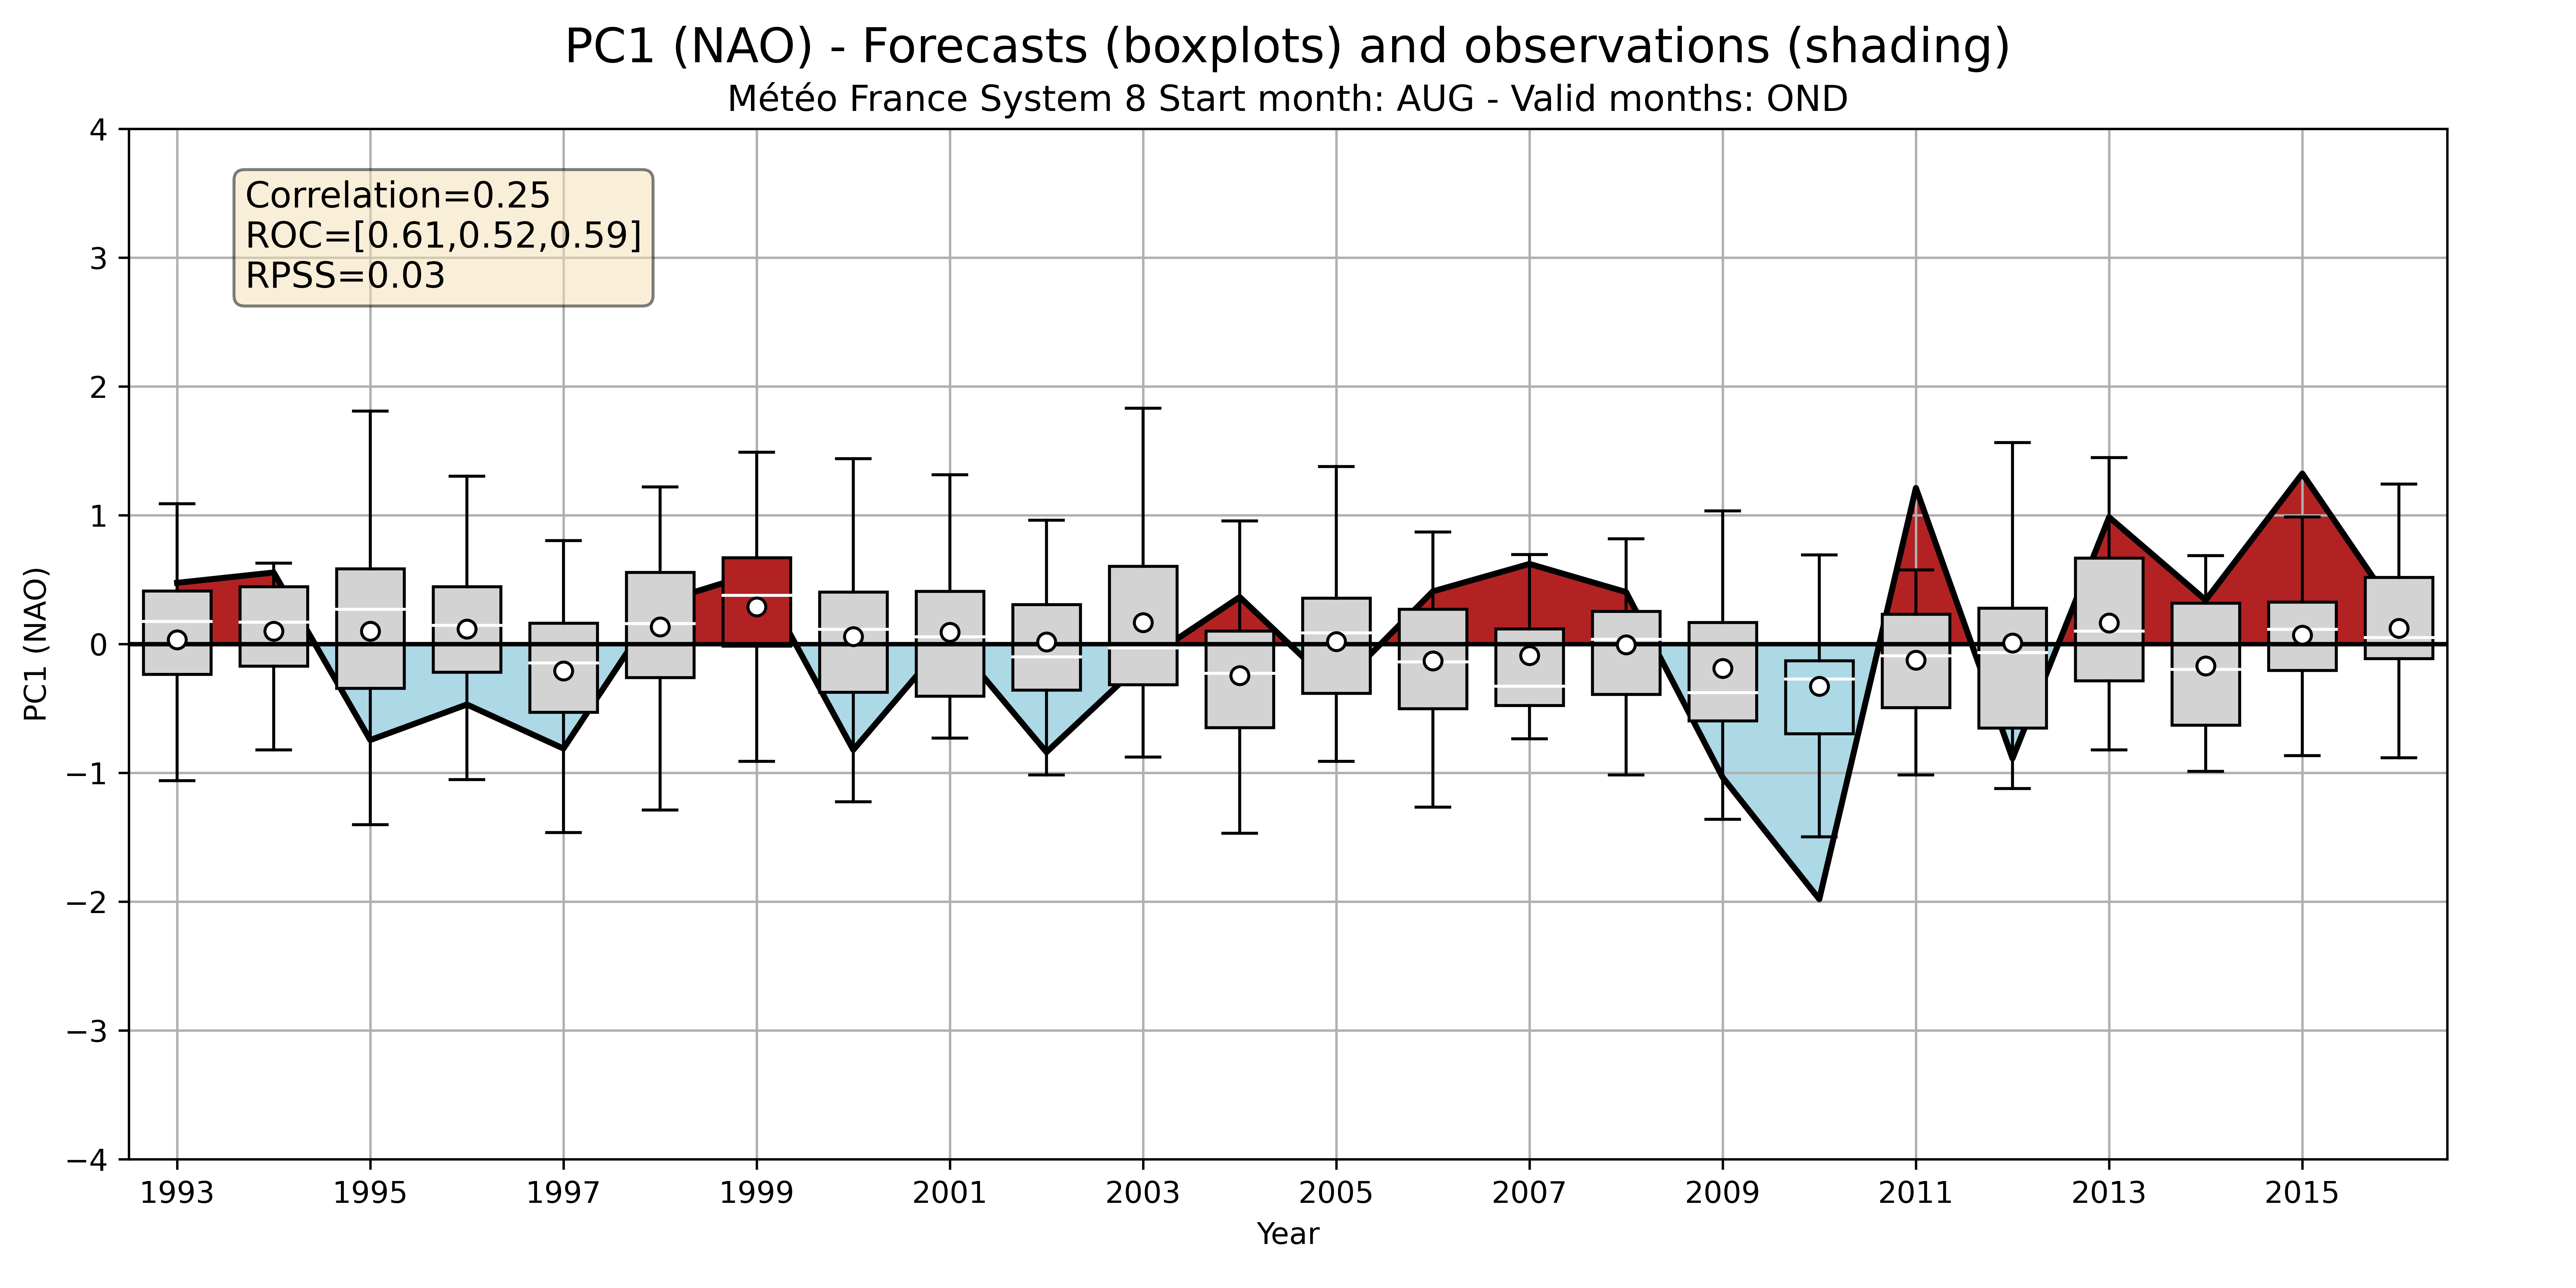 PC1 (NAO) - Forecasts (boxplots) and observations (shading)
Météo France System 8 Start month: AUG - Valid months: OND
Correlation=0.25
ROC=[0.61,0.52,0.59]
RPSS=0.03
PC1 (NAO)
4
3
2
1
0
−1
−2
−3
−4
1993 1995 1997 1999 2001 2003 2005 2007 2009 2011 2013 2015
Year